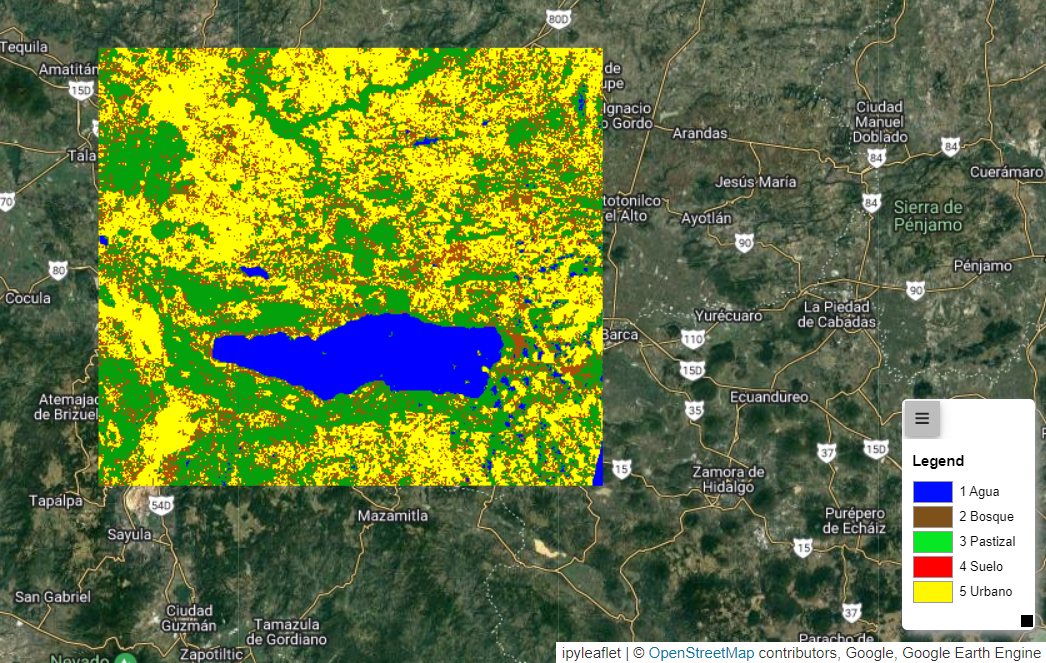 80D
Tequila
Amatitán
15D
de
upe
Ignacio
o Gordo
Arandas
Ciudad
Manuel
Doblado
84
84
Cuerámaro
Tala
70
Jesús María
totonilco
el Alto
Ayotlán
84
Sierra de
Pénjamo
90
80
Pénjamo
90
Cocula
Barca
Yurécuaro
La Piedad
de Cabadas
110
15D
Ecuandureo
35
Atemajac
de Brizuel
37
15D
15
Zamora de
Hidalgo
Tapalpa
54D
Sayula
Mazamitla
Purépero
de Echáiz
15
San Gabriel
Ciudad
Guzmán
Tamazula
de Gordiano
37
Zapotiltic
Nevado
Paracho de
Legend
1 Agua
2 Bosque
3 Pastizal
4 Suelo
5 Urbano
ipyleaflet | © OpenStreetMap contributors, Google, Google Earth Engine